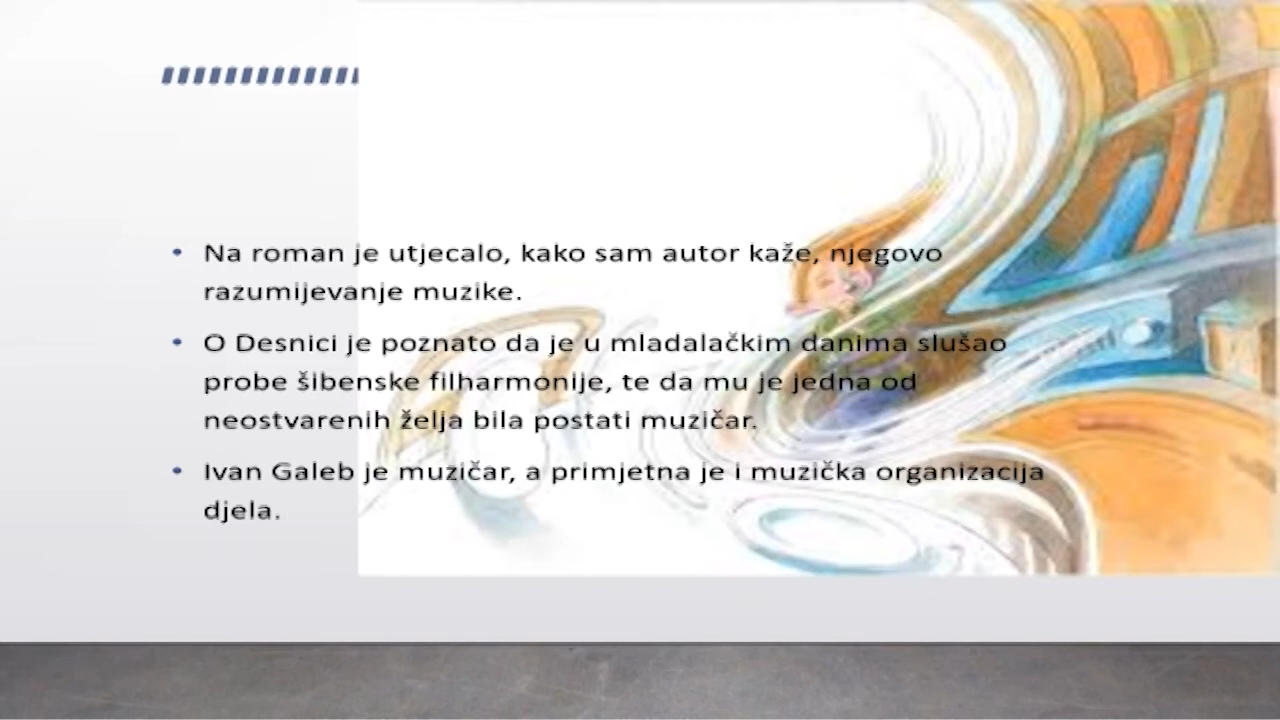 • Na roman je utjecalo, kako sam autor kaže, njegovo
razumijevanje muzike.
• O Desnici je poznato da je u mladalačkim danima slušao
probe šibenske filharmonije, te da mu je jedna od
neostvarenih želja bila postati muzičar.
• Ivan Galeb je muzičar, a primjetna je i muzička organizacija
djela.